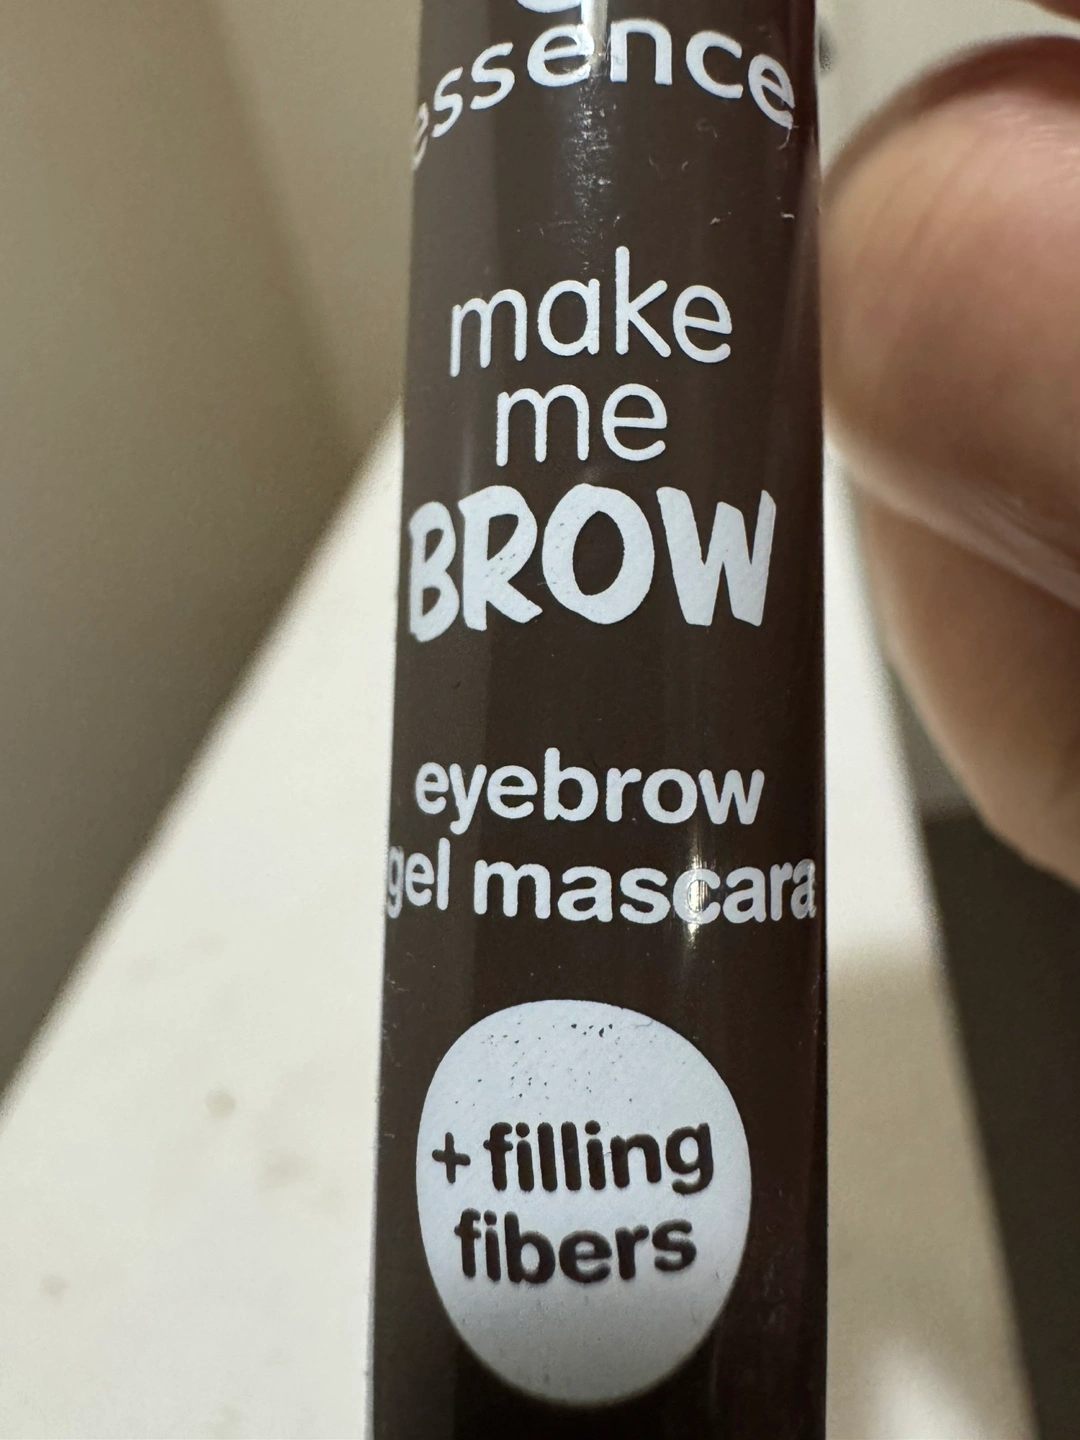 essence
make
me
BROW
eyebrow
gel mascara
+ filling
fibers